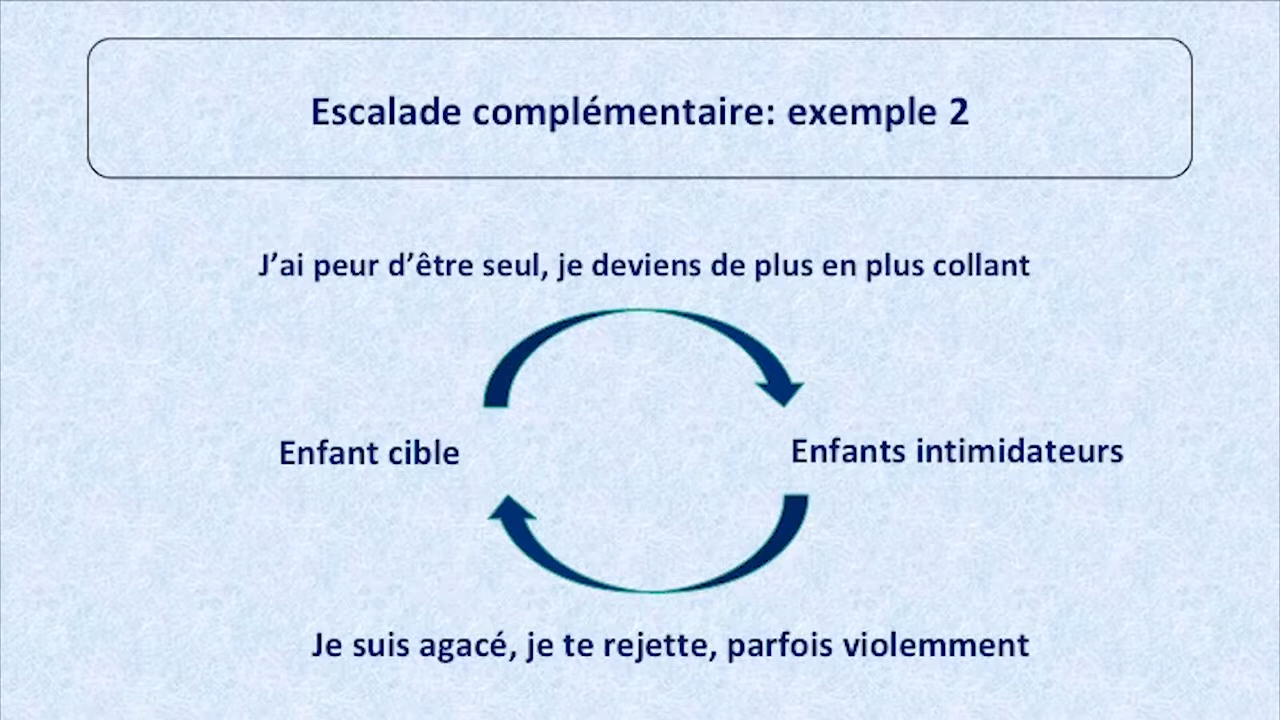 Escalade complémentaire: exemple 2
J’ai peur d’être seul, je deviens de plus en plus collant
Enfant cible
Enfants intimidateurs
Je suis agacé, je te rejette, parfois violemment